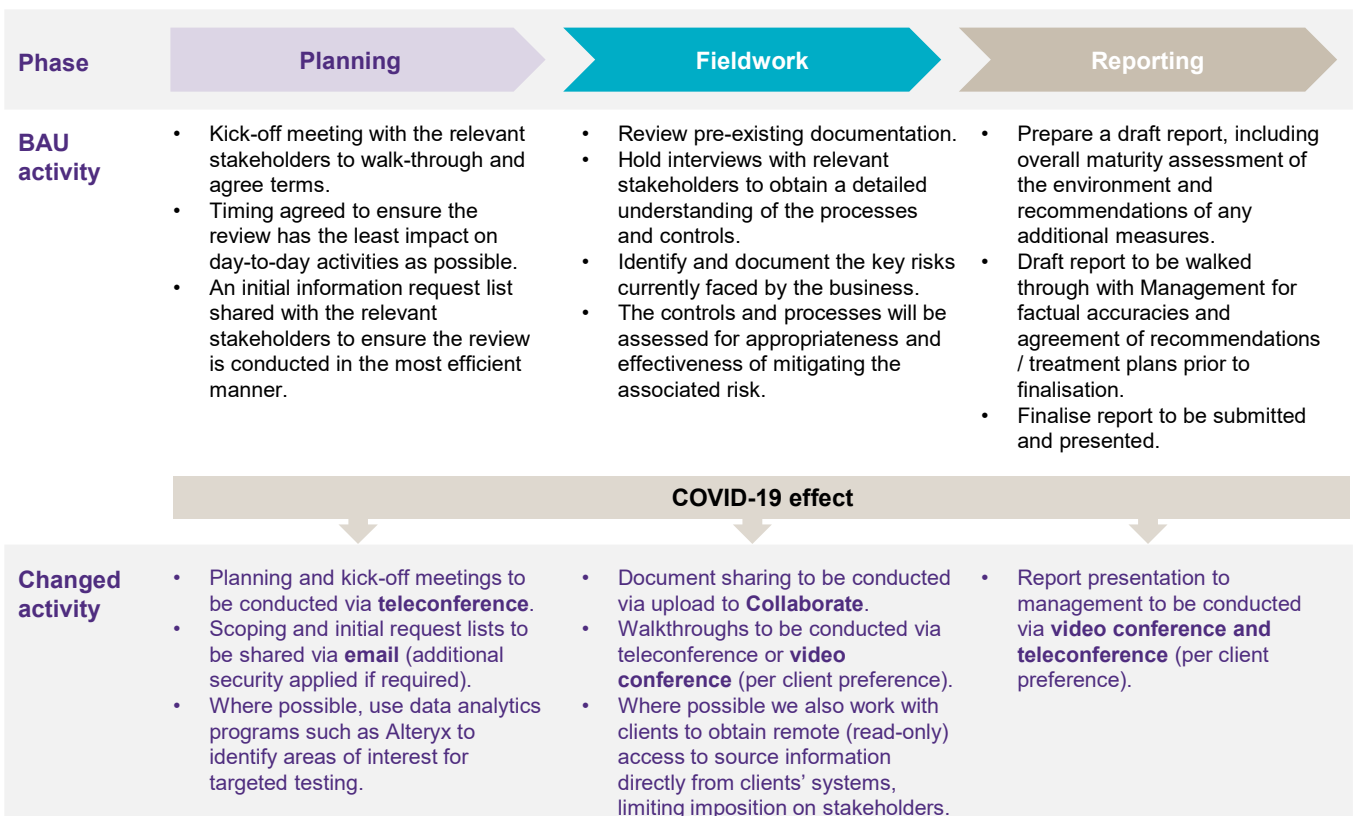 Phase
Planning
Fieldwork
Reporting
BAU
activity
• Kick-off meeting with the relevant
stakeholders to walk-through and
agree terms.
• Timing agreed to ensure the
review has the least impact on
day-to-day activities as possible.
• An initial information request list
shared with the relevant
stakeholders to ensure the review
is conducted in the most efficient
manner.
• Review pre-existing documentation.
• Hold interviews with relevant
stakeholders to obtain a detailed
understanding of the processes
and controls.
• Identify and document the key risks
currently faced by the business.
• The controls and processes will be
assessed for appropriateness and
effectiveness of mitigating the
associated risk.
• Prepare a draft report, including
overall maturity assessment of
the environment and
recommendations of any
additional measures.
• Draft report to be walked
through with Management for
factual accuracies and
agreement of recommendations
/ treatment plans prior to
finalisation.
• Finalise report to be submitted
and presented.
COVID-19 effect
Changed
activity
• Planning and kick-off meetings to
be conducted via teleconference.
• Scoping and initial request lists to
be shared via email (additional
security applied if required).
• Where possible, use data analytics
programs such as Alteryx to
identify areas of interest for
targeted testing.
• Document sharing to be conducted
via upload to Collaborate.
• Walkthroughs to be conducted via
teleconference or video
conference (per client preference).
• Where possible we also work with
clients to obtain remote (read-only)
access to source information
directly from clients' systems,
limiting imposition on stakeholders.
• Report presentation to
management to be conducted
via video conference and
teleconference (per client
preference).